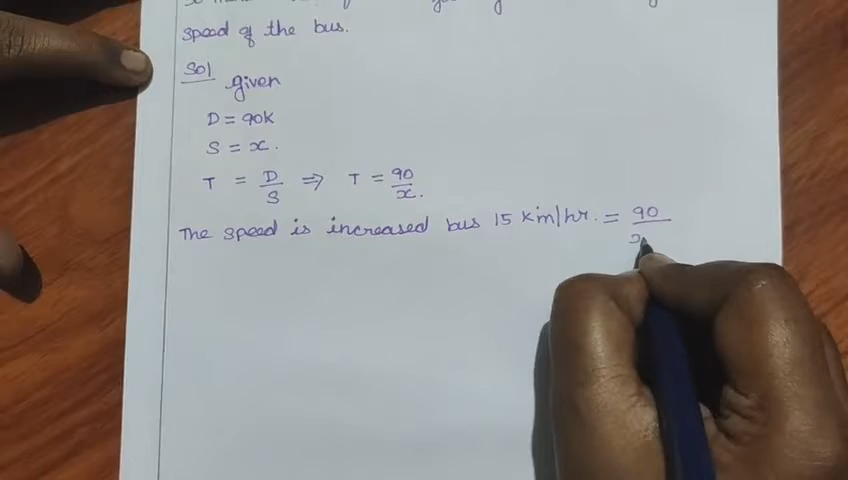 speed of the bus.
Sol given
D = 90k
S = x.
T = D/S ⇒ T = 90/x.
The speed is increased bus 15 km/hr. = 90/x